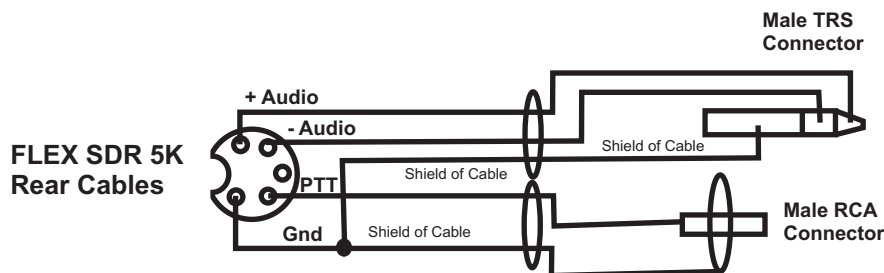 Male TRS
Connector
+ Audio
- Audio
Shield of Cable
FLEX SDR 5K
Rear Cables
Shield of Cable
PTT
Male RCA
Connector
Gnd
Shield of Cable